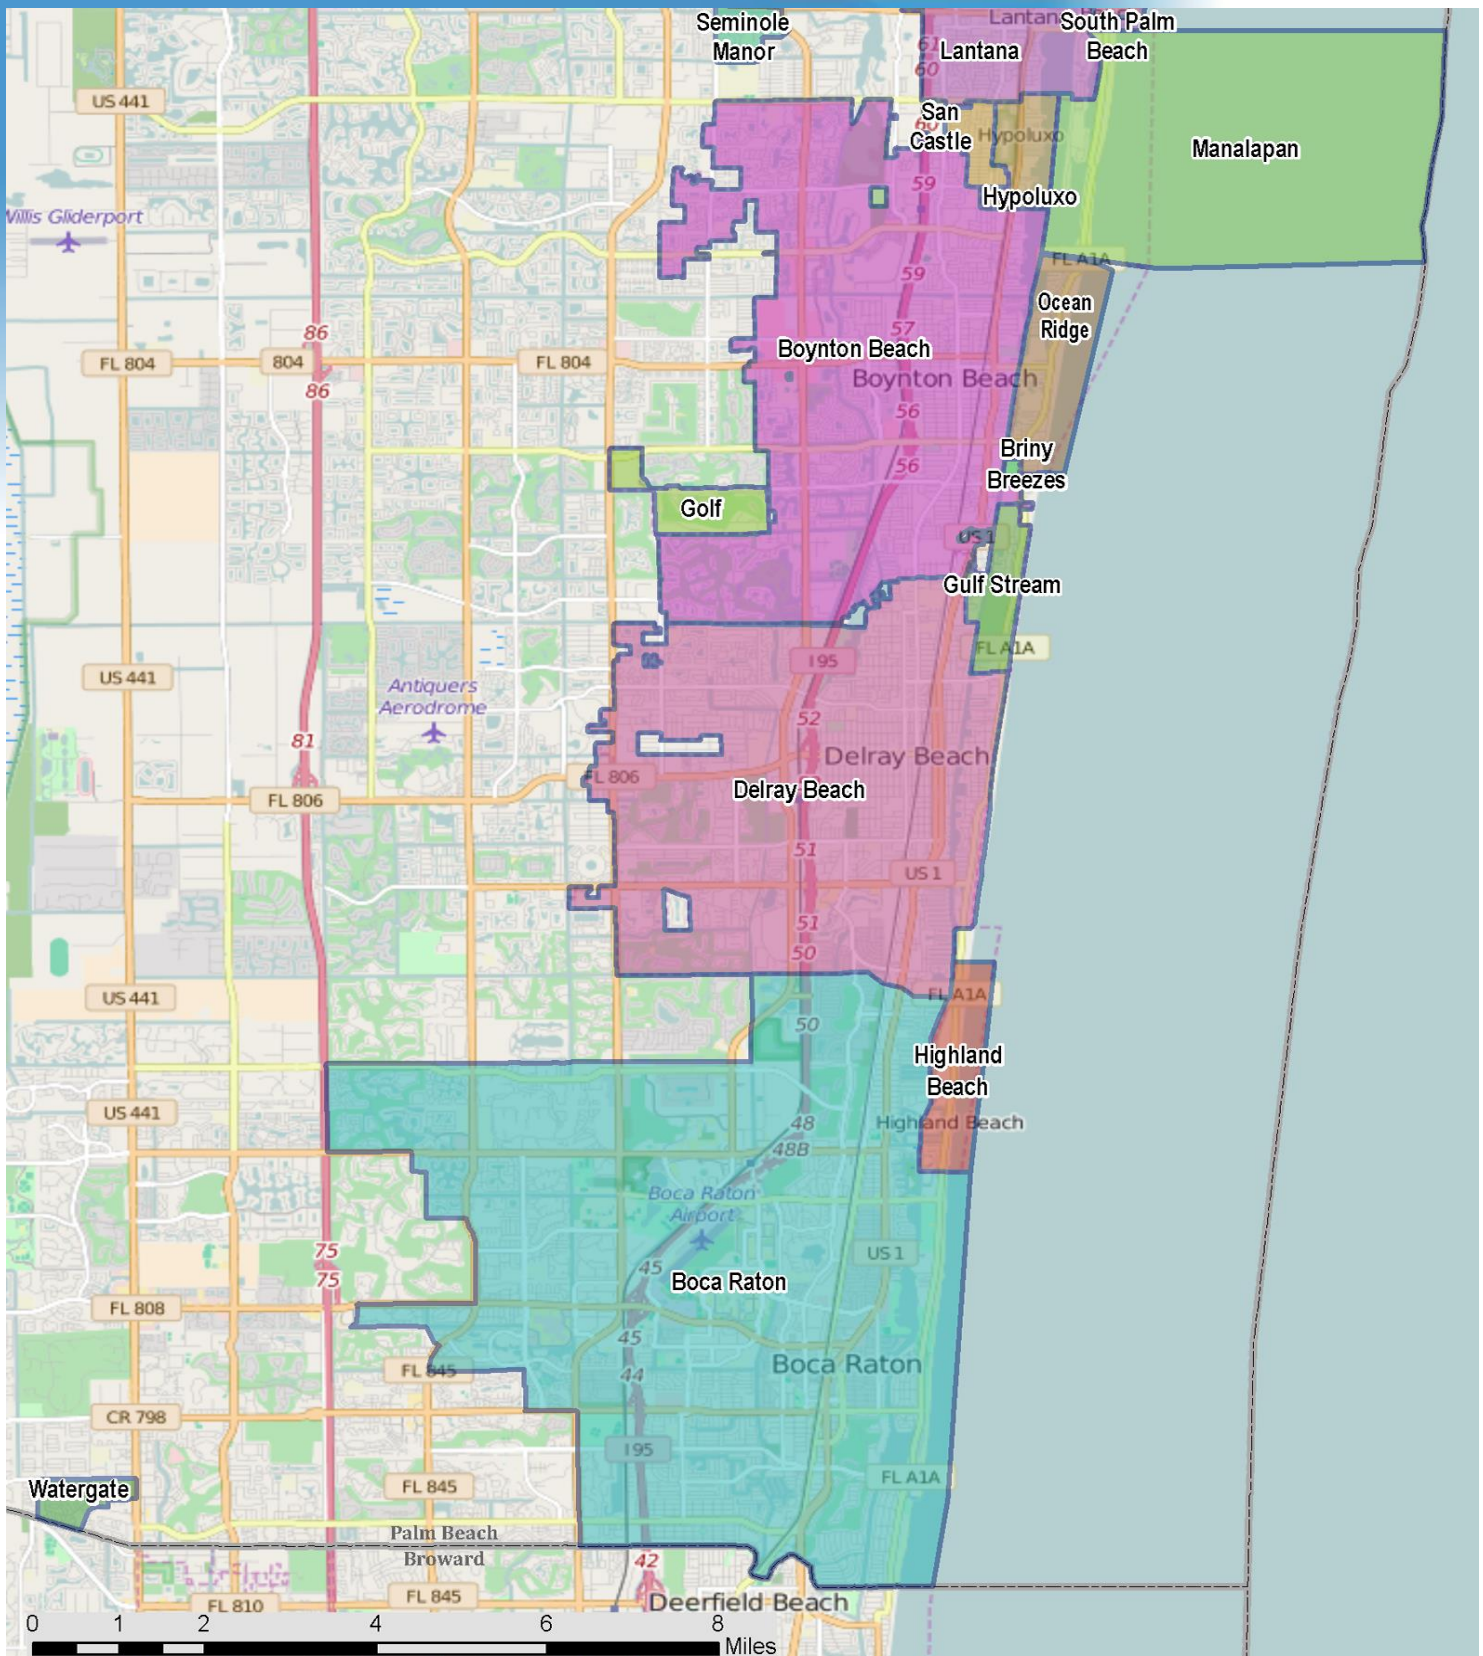 Seminole
Manor
Lantana
South Palm
Beach
61
60
Lantana
US 441
San
Castle
60
Hypoluxo
Manalapan
59
Hypoluxo
Willis Gliderport
FL A1A
59
Ocean
Ridge
86
57
Boynton Beach
FL 804
804
FL 804
Boynton Beach
86
56
Briny
Breezes
56
Golf
US 1
Gulf Stream
FL A1A
I 95
US 441
Antiquers
Aerodrome
52
81
Delray Beach
FL 806
Delray Beach
FL 806
51
US 1
51
50
US 441
FL A1A
50
Highland
Beach
US 441
48
Highland Beach
48B
Boca Raton
Airport
75
US 1
75
45
Boca Raton
FL 808
45
FL 845
44
Boca Raton
CR 798
I 95
Watergate
FL 845
FL A1A
Palm Beach
Broward
42
FL 810
FL 845
Deerfield Beach
0 1 2 4 6 8
Miles